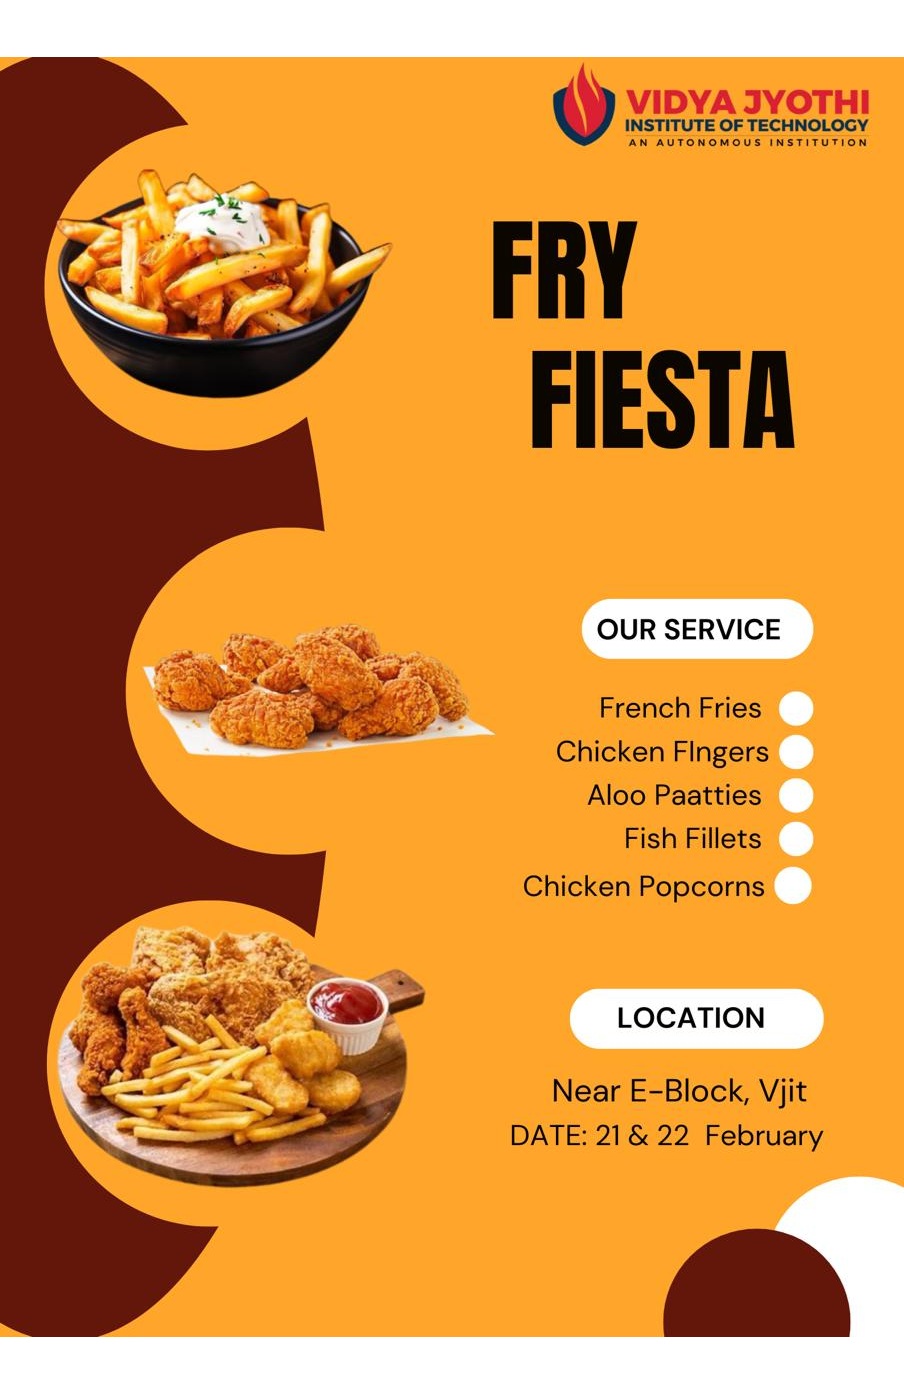 VIDYA JYOTHI
INSTITUTE OF TECHNOLOGY
AN AUTONOMOUS INSTITUTION
FRY
FIESTA
OUR SERVICE
French Fries
Chicken FIngers
Aloo Paatties
Fish Fillets
Chicken Popcorns
LOCATION
Near E-Block, Vjit
DATE: 21 & 22 February